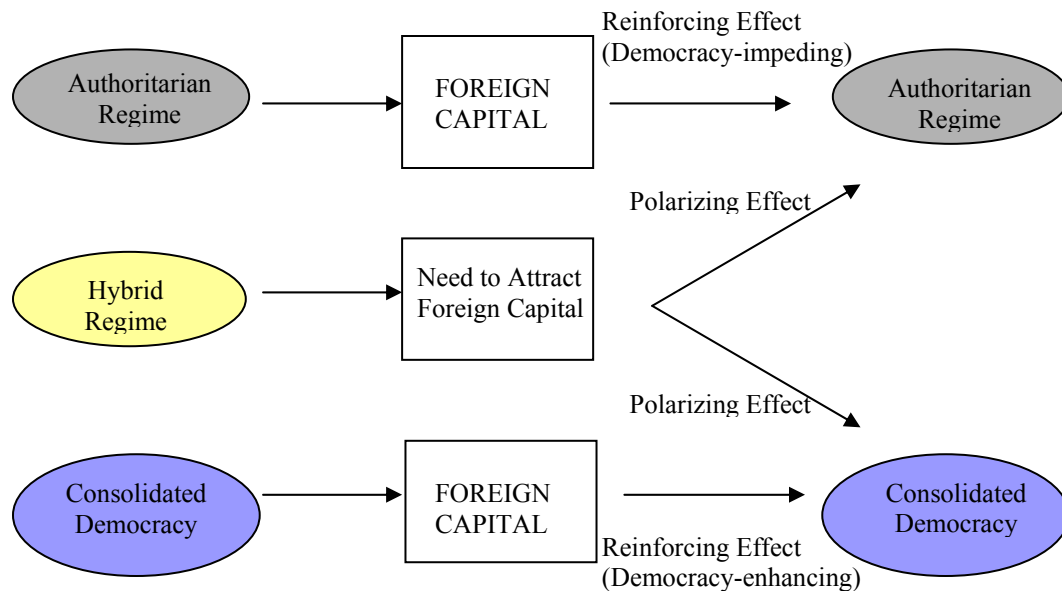 Authoritarian
Regime
FOREIGN
CAPITAL
Reinforcing Effect
(Democracy-impeding)
Authoritarian
Regime
Polarizing Effect
Hybrid
Regime
Need to Attract
Foreign Capital
Polarizing Effect
Consolidated
Democracy
FOREIGN
CAPITAL
Reinforcing Effect
(Democracy-enhancing)
Consolidated
Democracy